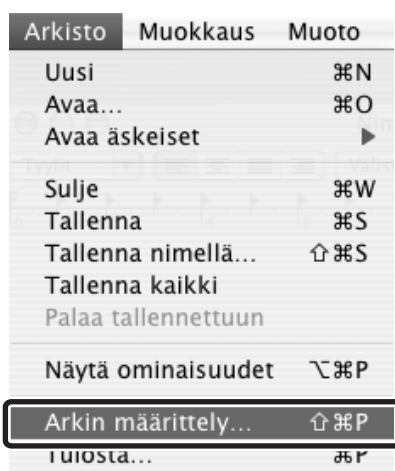 Arkisto Muokkaus Muoto
Uusi ⌘N
Avaa... ⌘O
Avaa äskeiset ▶
Sulje ⌘W
Tallenna ⌘S
Tallenna nimellä... ⇧⌘S
Tallenna kaikki
Palaa tallennettuun
Näytä ominaisuudet ⌥⌘P
Arkin määrittely... ⇧⌘P
Tulosta... ⌘P